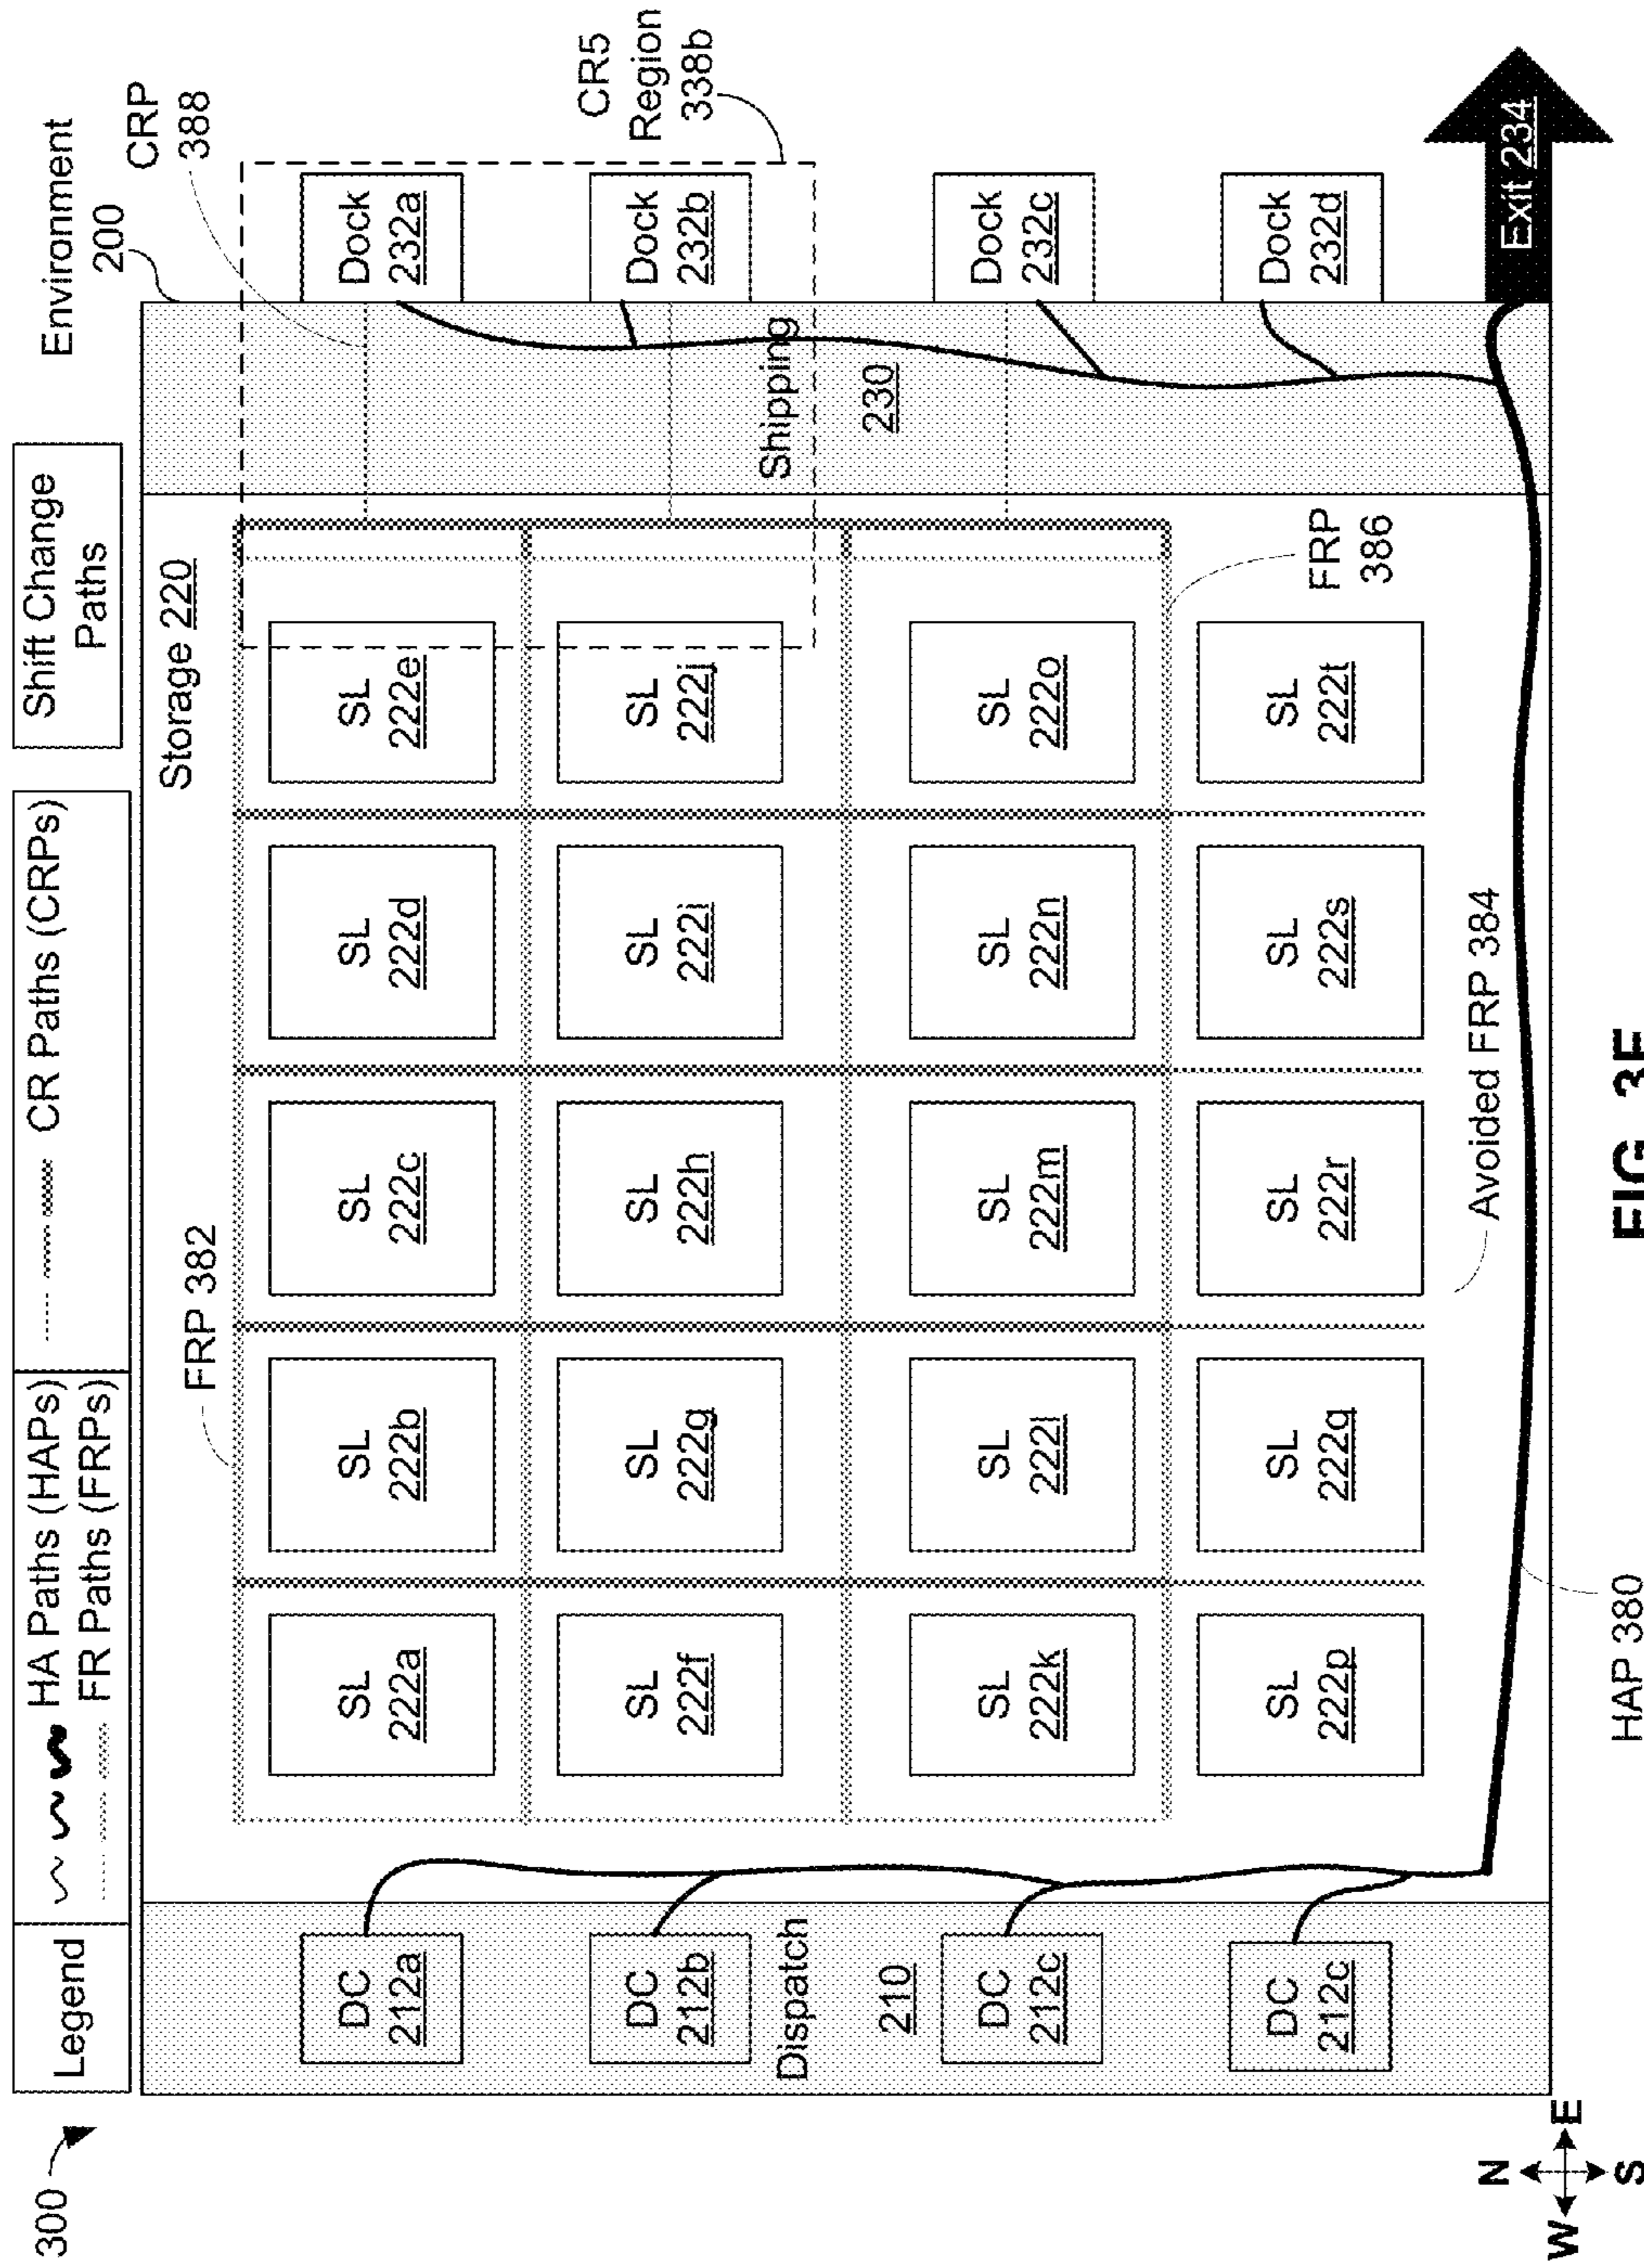 300
Legend
HA Paths (HAPs)
FR Paths (FRPs)
CR Paths (CRPs)
Shift Change
Paths
Environment
200
FRP 382
Storage 220
CRP
388
CR5
Region
338b
DC
212a
SL
222a
SL
222b
SL
222c
SL
222d
SL
222e
Dock
232a
DC
212b
SL
222f
SL
222g
SL
222h
SL
222i
SL
222j
Dock
232b
Dispatch
210
Shipping
230
DC
212c
SL
222k
SL
222l
SL
222m
SL
222n
SL
222o
Dock
232c
DC
212c
SL
222p
SL
222q
SL
222r
SL
222s
SL
222t
Dock
232d
FRP
386
Avoided FRP 384
Exit 234
HAP 380
N
W
E
S